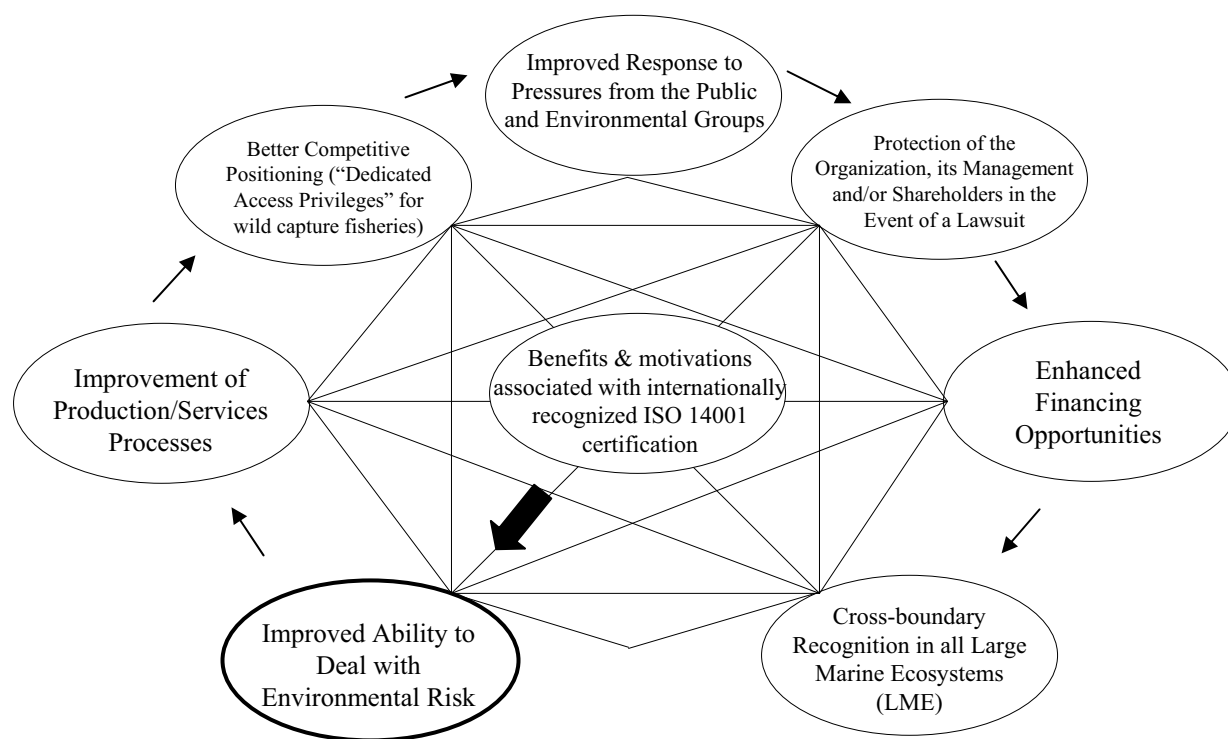 Improved Response to
Pressures from the Public
and Environmental Groups
Better Competitive
Positioning (“Dedicated
Access Privileges” for
wild capture fisheries)
Protection of the
Organization, its Management
and/or Shareholders in the
Event of a Lawsuit
Improvement of
Production/Services
Processes
Benefits & motivations
associated with internationally
recognized ISO 14001
certification
Enhanced
Financing
Opportunities
Improved Ability to
Deal with
Environmental Risk
Cross-boundary
Recognition in all Large
Marine Ecosystems
(LME)